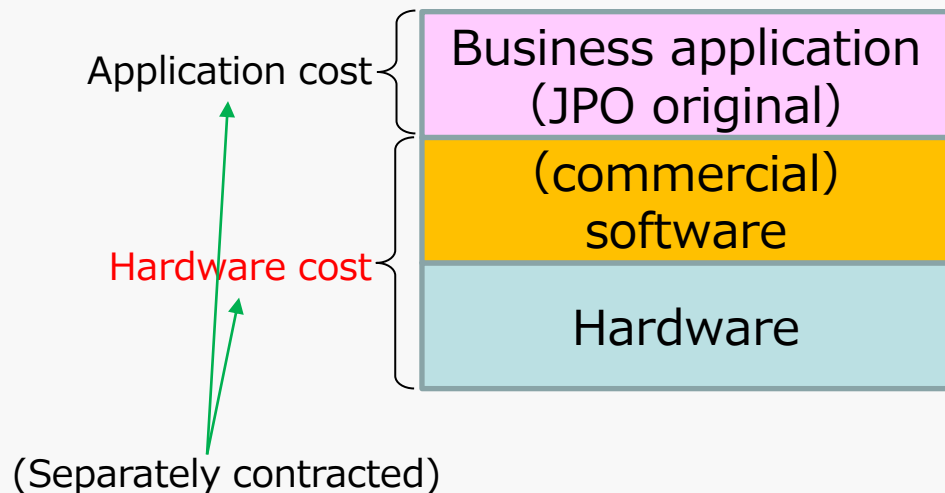 Application cost
Business application
(JPO original)
Hardware cost
(commercial)
software
Hardware
(Separately contracted)